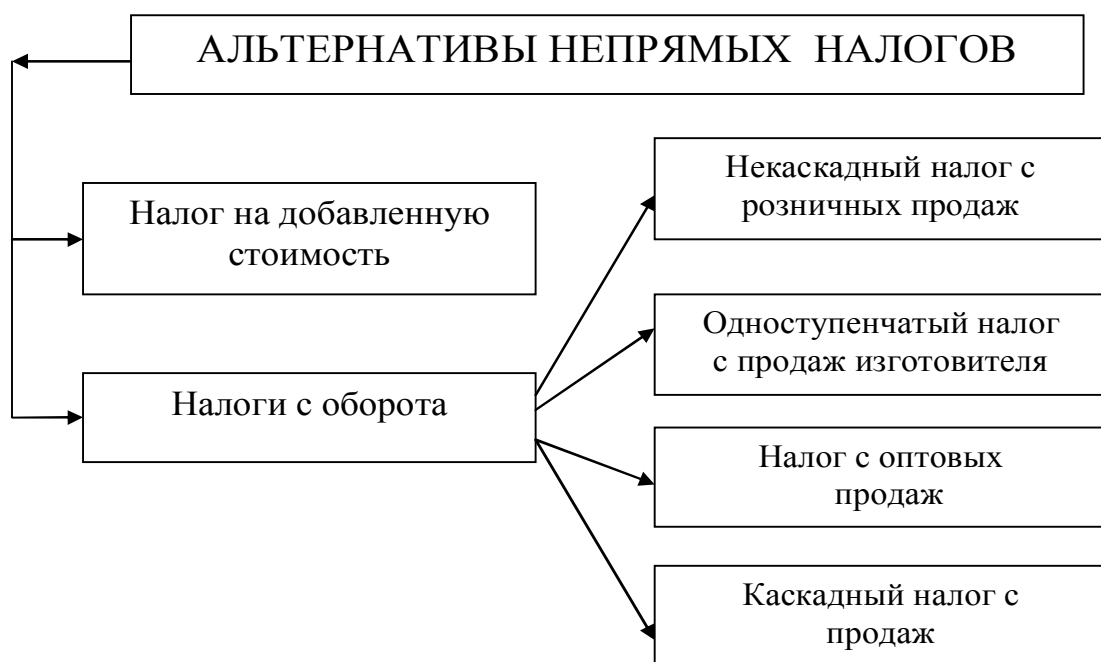 АЛЬТЕРНАТИВЫ НЕПРЯМЫХ НАЛОГОВ
Налог на добавленную
стоимость
Налоги с оборота
Некаскадный налог с
розничных продаж
Одноступенчатый налог
с продаж изготовителя
Налог с оптовых
продаж
Каскадный налог с
продаж